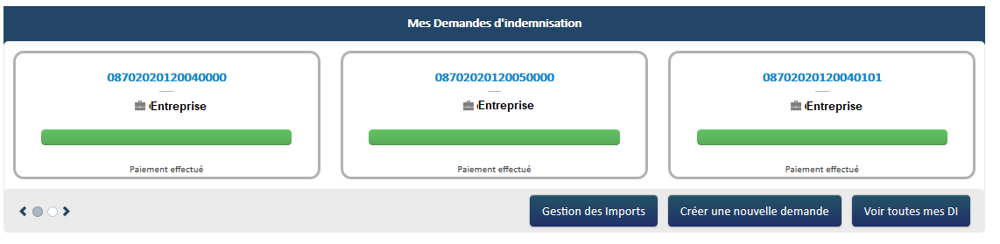 Mes Demandes d'indemnisation
08702020120040000
08702020120050000
08702020120040101
Entreprise
Entreprise
Entreprise
Paiement effectué
Paiement effectué
Paiement effectué
Gestion des Imports
Créer une nouvelle demande
Voir toutes mes DI